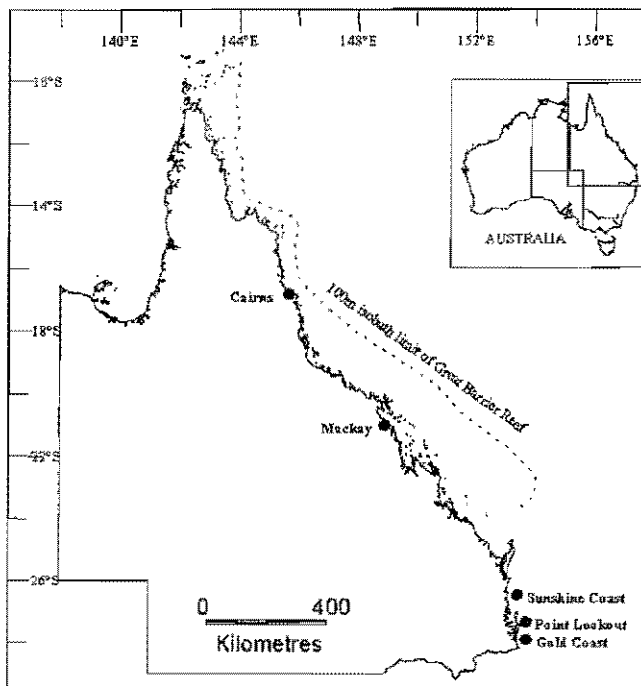 140°E 144°E 148°E 152°E 156°E
14°S
AUSTRALIA
Cairns
18°S
100m isobath limit of Great Barrier Reef
Mackay
26°S
0 400
Kilometres
Sunshine Coast
Point Lookout
Gold Coast